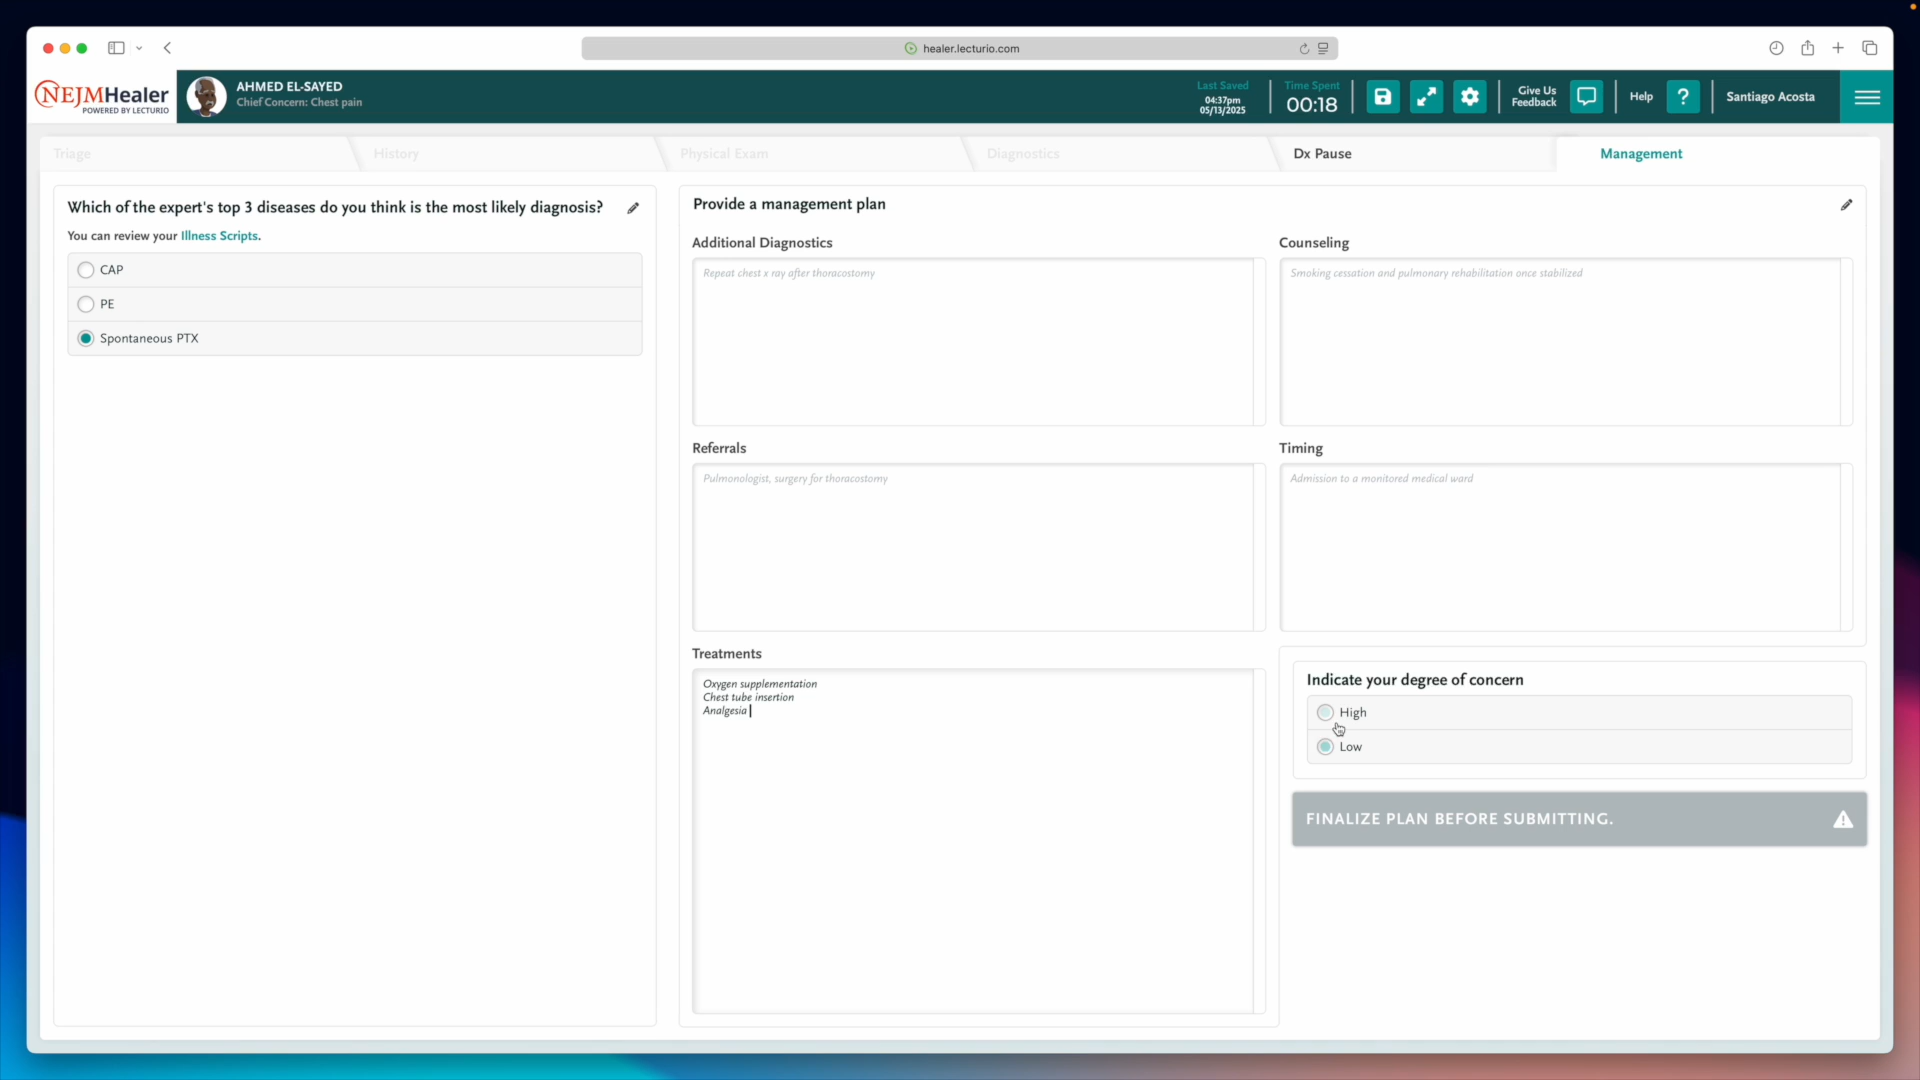 healer.lecturio.com
NEJMHealer
POWERED BY LECTURIO
AHMED EL-SAYED
Chief Concern: Chest pain
Last Saved
04:37pm
05/13/2025
Time Spent
00:18
Give Us
Feedback
Help
?
Santiago Acosta
Triage
History
Physical Exam
Diagnostics
Dx Pause
Management
Which of the expert's top 3 diseases do you think is the most likely diagnosis?
You can review your Illness Scripts.
CAP
PE
Spontaneous PTX
Provide a management plan
Additional Diagnostics
Repeat chest x ray after thoracostomy
Counseling
Smoking cessation and pulmonary rehabilitation once stabilized
Referrals
Pulmonologist, surgery for thoracostomy
Timing
Admission to a monitored medical ward
Treatments
Oxygen supplementation
Chest tube insertion
Analgesia
Indicate your degree of concern
High
Low
FINALIZE PLAN BEFORE SUBMITTING.